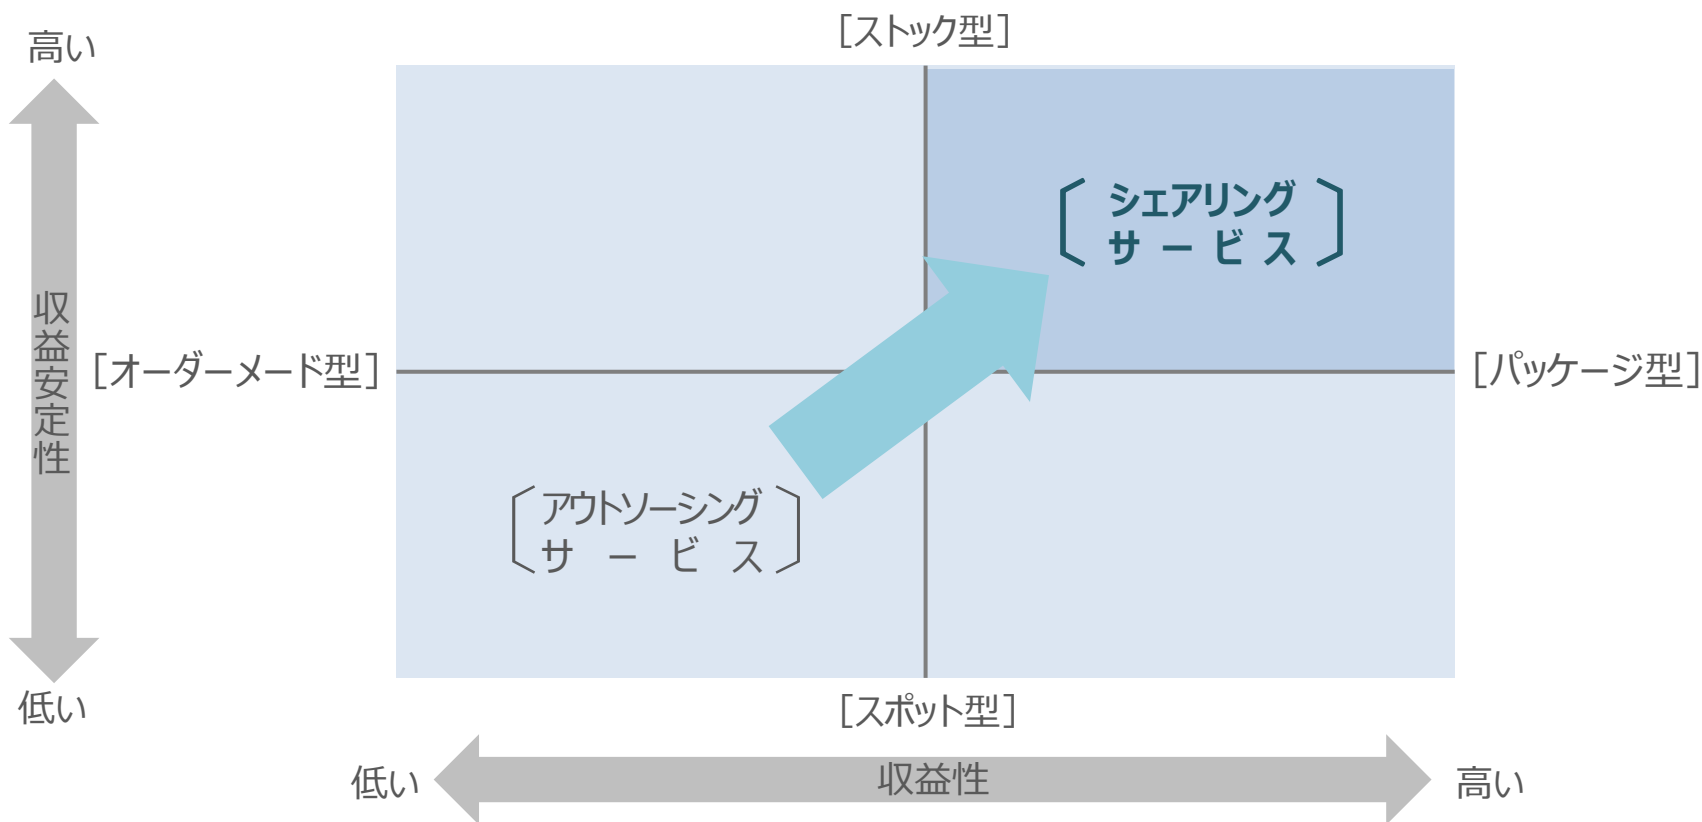 [ストック型]
高い
シェアリング
サービス
収益安定性
[オーダーメード型]
[パッケージ型]
アウトソーシング
サービス
低い
[スポット型]
低い
収益性
高い